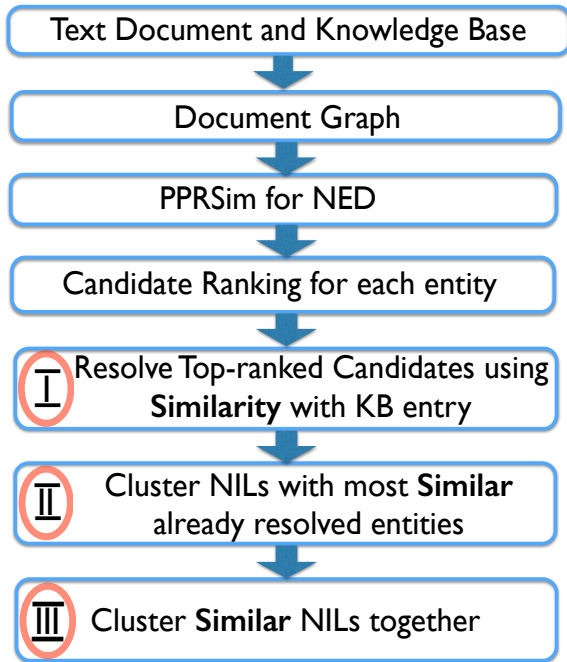 Text Document and Knowledge Base
Document Graph
PPRSim for NED
Candidate Ranking for each entity
I Resolve Top-ranked Candidates using
Similarity with KB entry
II Cluster NILs with most Similar
already resolved entities
III Cluster Similar NILs together